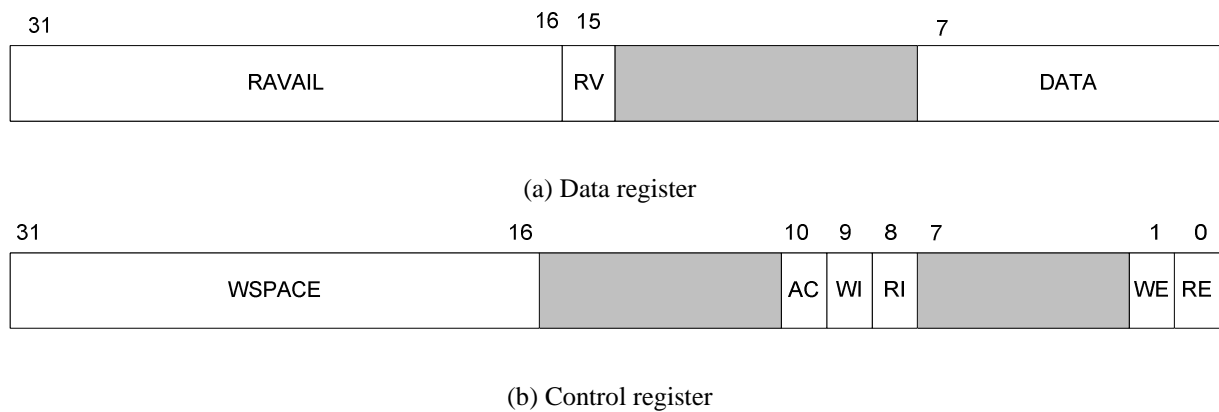 31 16 15 7
RAVAIL RV DATA
(a) Data register
31 16 10 9 8 7 1 0
WSPACE AC WI RI WE RE
(b) Control register